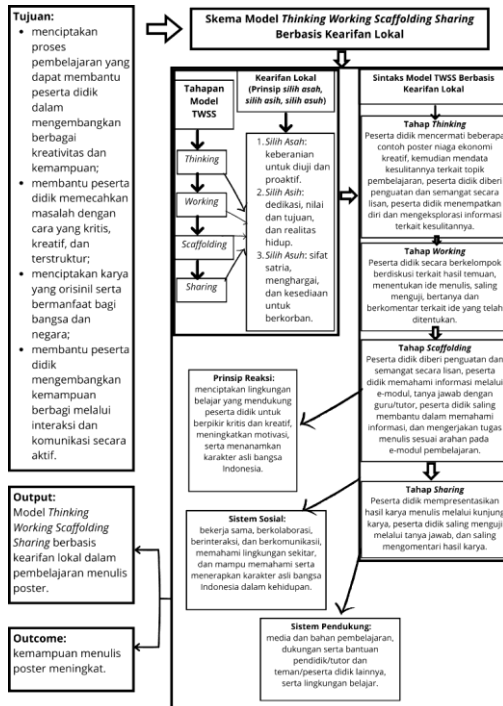 Tujuan:
• menciptakan proses
pembelajaran yang
dapat membantu
peserta didik
dalam
mengembangkan
berbagai
kreativitas dan
kemampuan;
• membantu peserta
didik memecahkan
masalah dengan
cara yang kritis,
kreatif, dan
terstruktur;
• menciptakan karya
yang orisinil serta
bermanfaat bagi
bangsa dan
negara;
• membantu peserta
didik
mengembangkan
kemampuan
berbagi melalui
interaksi dan
komunikasi secara
aktif.
Output:
Model Thinking
Working Scaffolding
Sharing berbasis
kearifan lokal dalam
pembelajaran menulis
poster.
Outcome:
kemampuan menulis
poster meningkat.
Skema Model Thinking Working Scaffolding Sharing
Berbasis Kearifan Lokal
Tahapan
Model
TWSS
Thinking
Working
Scaffolding
Sharing
Kearifan Lokal
(Prinsip silih asah,
silih asih, silih asuh)
1. Silih Asah:
keberanian
untuk diuji dan
proaktif.
2. Silih Asih:
dedikasi, nilai
dan tujuan,
dan realitas
hidup.
3. Silih Asih: sifat
satria,
menghargai,
dan kesediaan
untuk
berkorban.
Sintaks Model TWSS Berbasis
Kearifan Lokal
Tahap Thinking
Peserta didik mencermati beberapa
contoh poster niaga ekonomi
kreatif, kemudian mendata
kesulitannya terkait topik
pembelajaran, peserta didik diberi
penguatan dan semangat secara
lisan, peserta didik menempatkan
diri dan mengeksplorasi informasi
terkait kesulitannya.
Tahap Working
Peserta didik secara berkelompok
berdiskusi terkait hasil temuan,
menentukan ide menulis, saling
menguji, bertanya dan
berkomentar terkait ide yang telah
ditentukan.
Tahap Scaffolding
Peserta didik diberi penguatan dan
semangat secara lisan, peserta
didik memahami informasi melalui
e-modul, tanya jawab dengan
guru/tutor, peserta didik saling
membantu dalam memahami
informasi, dan mengerjakan tugas
menulis sesuai arahan pada
e-modul pembelajaran.
Tahap Sharing
Peserta didik mempresentasikan
hasil karya menulis melalui kunjung
karya, peserta didik saling menguji
melalui tanya jawab, dan saling
mengomentari hasil karya.
Prinsip Reaksi:
menciptakan lingkungan
belajar yang mendukung
peserta didik untuk
berpikir kritis dan kreatif,
meningkatkan motivasi,
serta menanamkan
karakter asli bangsa
Indonesia.
Sistem Sosial:
bekerja sama, berkolaborasi,
berinteraksi, dan berkomunikasii,
memahami lingkungan sekitar,
dan mampu memahami serta
menerapkan karakter asli bangsa
Indonesia dalam kehidupan.
Sistem Pendukung:
media dan bahan pembelajaran,
dukungan serta bantuan
pendidik/tutor dan
teman/peserta didik lainnya,
serta lingkungan belajar.